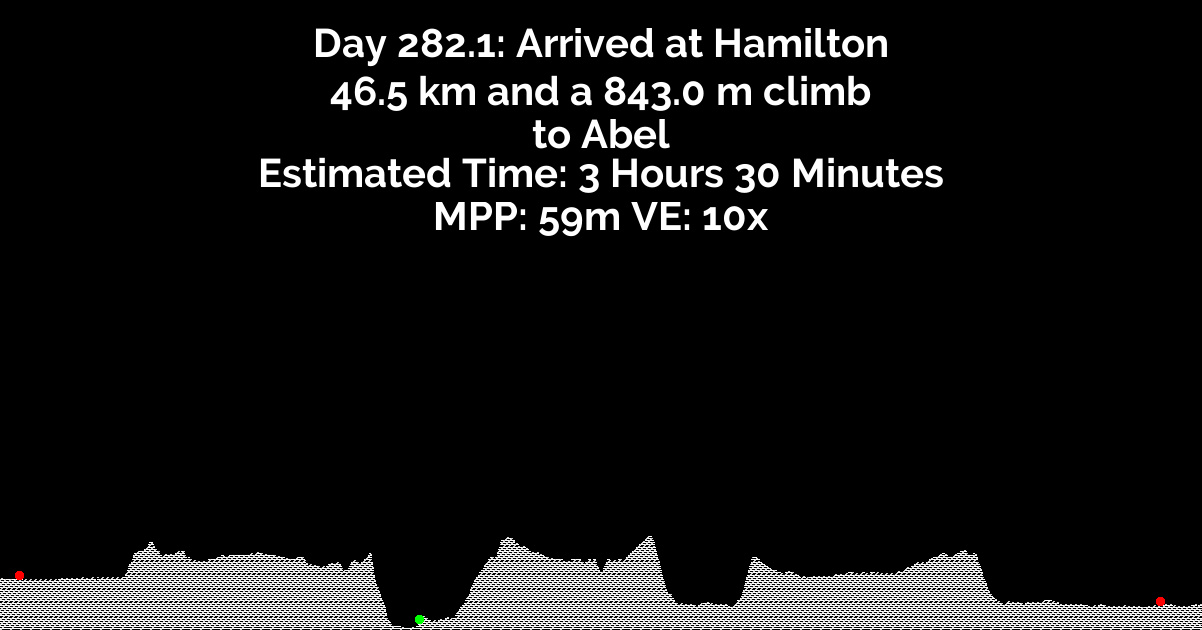 Day 282.1: Arrived at Hamilton
46.5 km and a 843.0 m climb
to Abel
Estimated Time: 3 Hours 30 Minutes
MPP: 59m VE: 10x